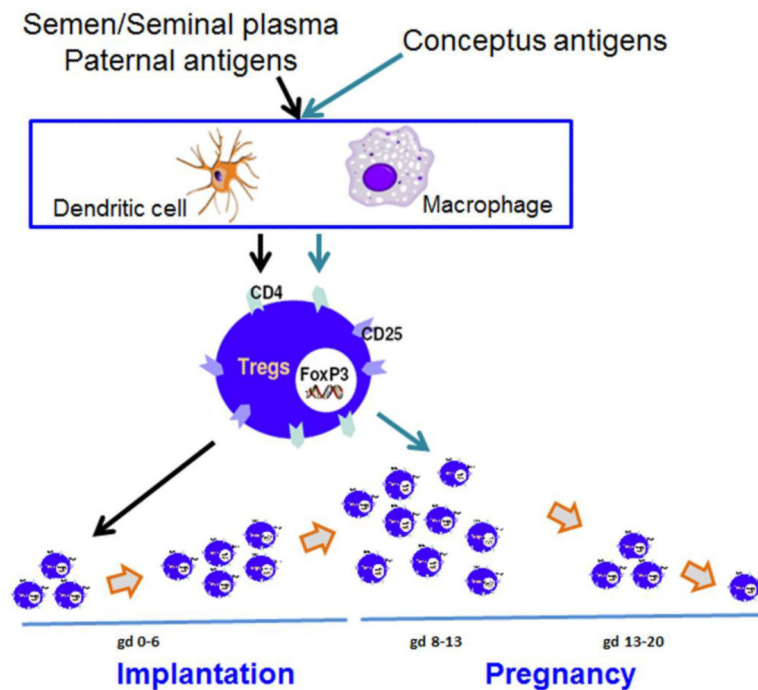 Semen/Seminal plasma
Paternal antigens
Conceptus antigens
Dendritic cell
Macrophage
CD4
CD25
Tregs
FoxP3
gd 0-6
gd 8-13
gd 13-20
Implantation
Pregnancy